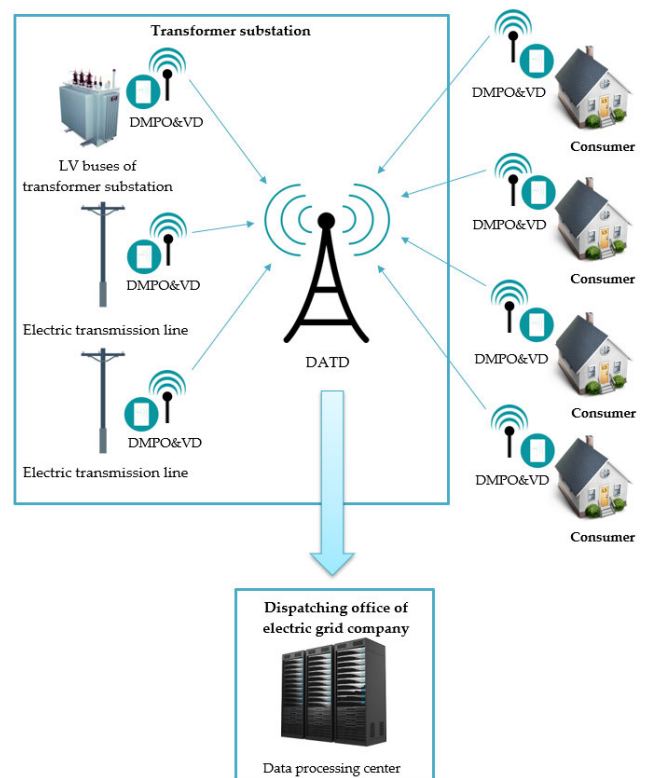 Transformer substation
DMPO&VD
LV buses of
transformer substation
DMPO&VD
Electric transmission line
DMPO&VD
Electric transmission line
DATD
DMPO&VD
Consumer
DMPO&VD
Consumer
DMPO&VD
Consumer
DMPO&VD
Consumer
Dispatching office of
electric grid company
Data processing center